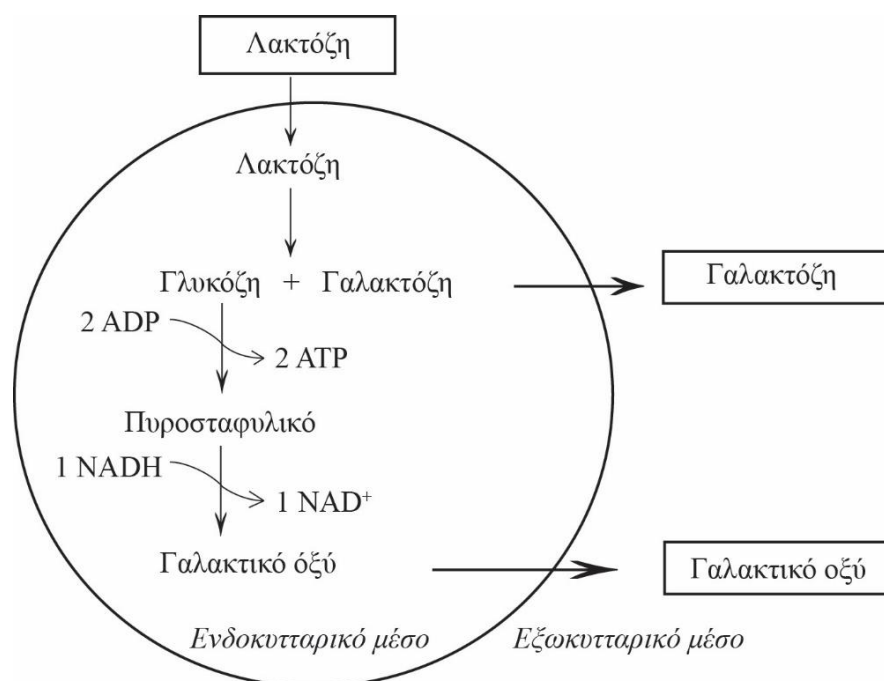 Λακτόζη
Λακτόζη
Γλυκόζη + Γαλακτόζη
Γαλακτόζη
2 ADP
2 ATP
Πυροσταφυλικό
1 NADH
1 NAD⁺
Γαλακτικό όξύ
Γαλακτικό οξύ
Ενδοκυτταρικό μέσο
Εξωκυτταρικό μέσο